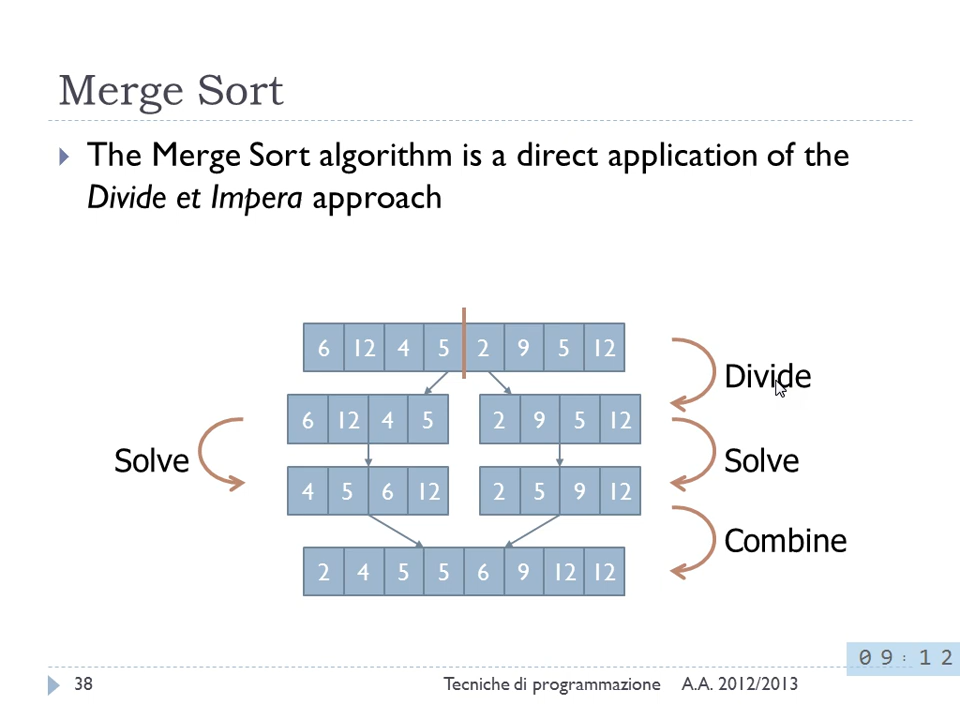 Merge Sort
The Merge Sort algorithm is a direct application of the
Divide et Impera approach
6 12 4 5 2 9 5 12
Divide
6 12 4 5 2 9 5 12
Solve Solve
4 5 6 12 2 5 9 12
Combine
2 4 5 5 6 9 12 12
09:12
38 Tecniche di programmazione A.A. 2012/2013